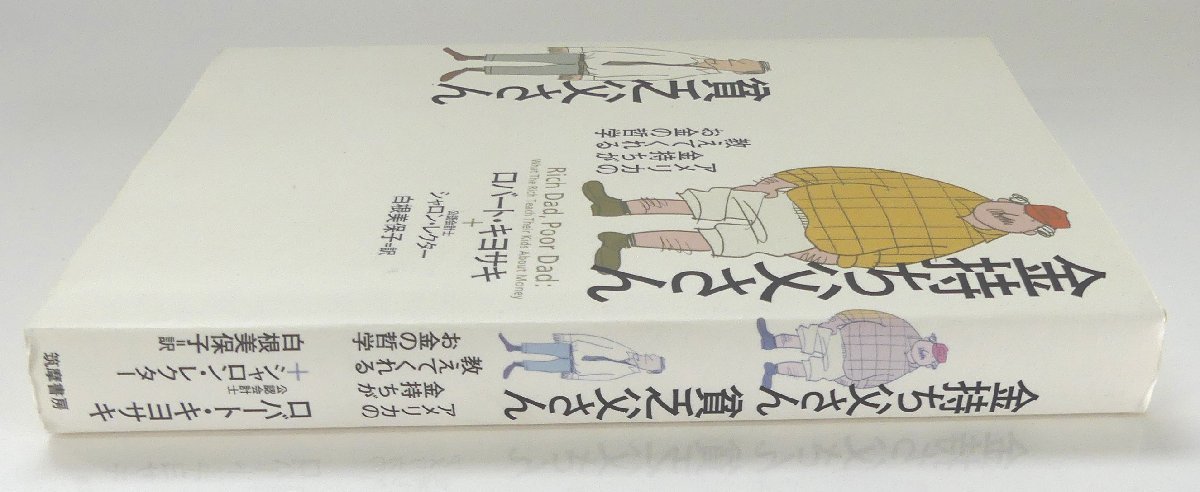 金持ち父さん
貧乏父さん
アメリカの
金持ちが
教えてくれる
お金の哲学
Rich Dad, Poor Dad:
What The Rich Teach Their Kids About Money
ロバート・キヨサキ
+
公認会計士
シャロン・レクター
白根美保子=訳
金持ち父さん
貧乏父さん
アメリカの
金持ちが
教えてくれる
お金の哲学
ロバート・キヨサキ
+公認会計士
シャロン・レクター
白根美保子=訳
筑摩書房